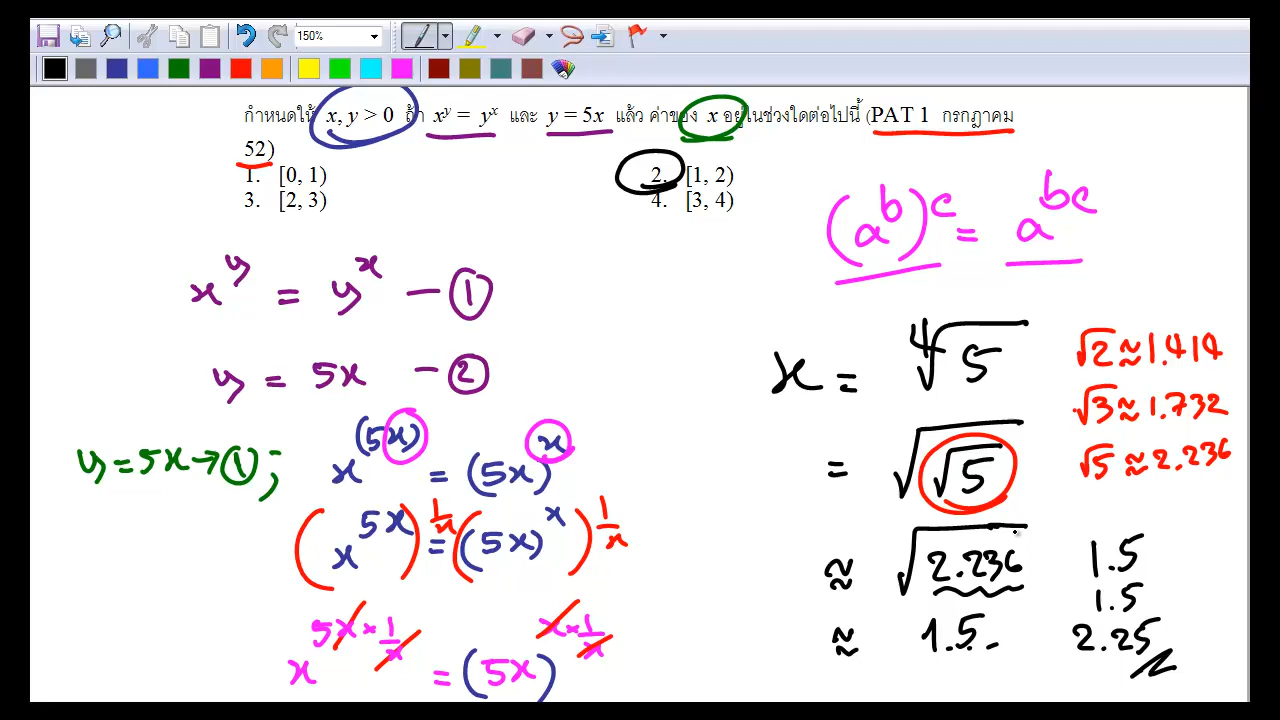 150%
กำหนดให้ x, y > 0 ถ้า xʸ = yˣ และ y = 5x แล้ว ค่าของ x อยู่ในช่วงใดต่อไปนี้ (PAT 1 กรกฎาคม
52)
1. [0, 1) 2. [1, 2)
3. [2, 3) 4. [3, 4)
(a^b)^c = a^bc
x^y = y^x – ①
y = 5x – ②
y = 5x → ① ; x^(5x) = (5x)^x
(x^5x)^1/x = ((5x)^x)^1/x
x^5x×1/x = (5x)^x×1/x
x = ∜5
= √√5
≈ √2.236
≈ 1.5..
√2 ≈ 1.414
√3 ≈ 1.732
√5 ≈ 2.236
1.5
1.5
2.25